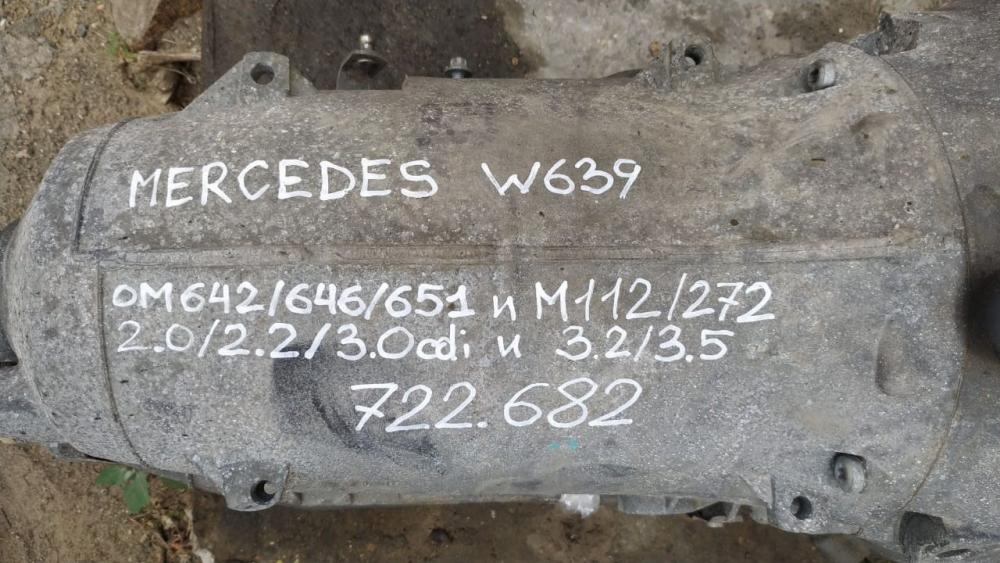 MERCEDES W639
OM642/646/651 и M112/272
2.0/2.2/3.0cdi и 3.2/3.5
722.682